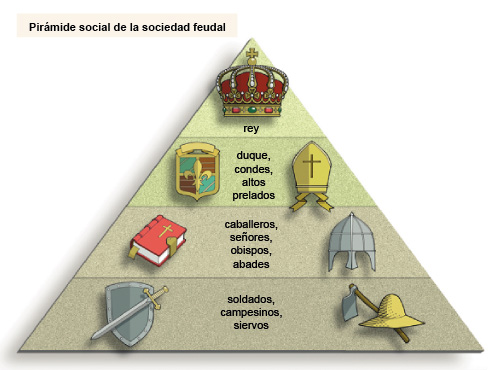 Pirámide social de la sociedad feudal
rey
duque,
condes,
altos
prelados
caballeros,
señores,
obispos,
abades
soldados,
campesinos,
siervos